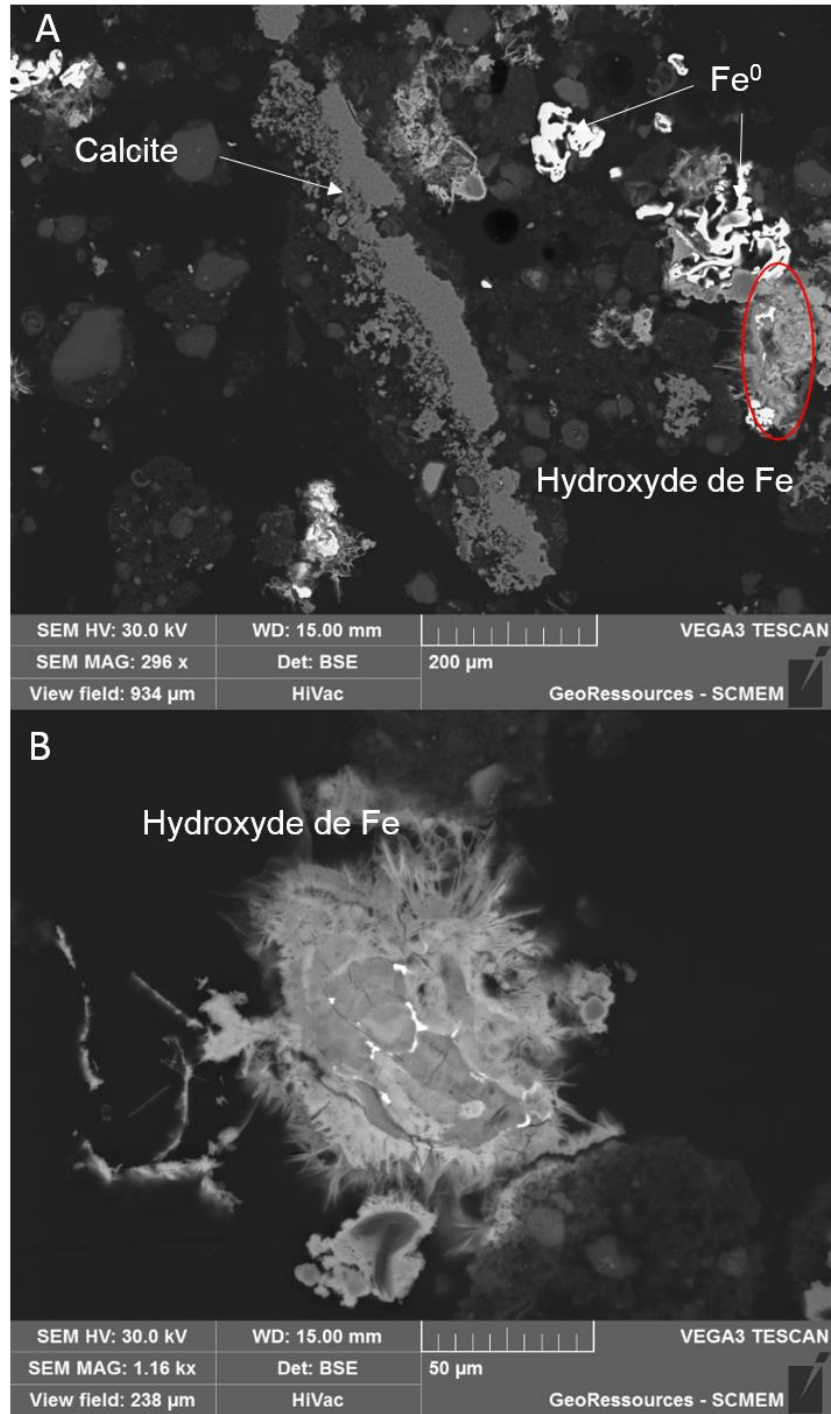 A
Fe⁰
Calcite
Hydroxyde de Fe
SEM HV: 30.0 kV WD: 15.00 mm VEGA3 TESCAN
SEM MAG: 296 x Det: BSE 200 µm
View field: 934 µm HiVac GeoRessources - SCMEM
B
Hydroxyde de Fe
SEM HV: 30.0 kV WD: 15.00 mm VEGA3 TESCAN
SEM MAG: 1.16 kx Det: BSE 50 µm
View field: 238 µm HiVac GeoRessources - SCMEM